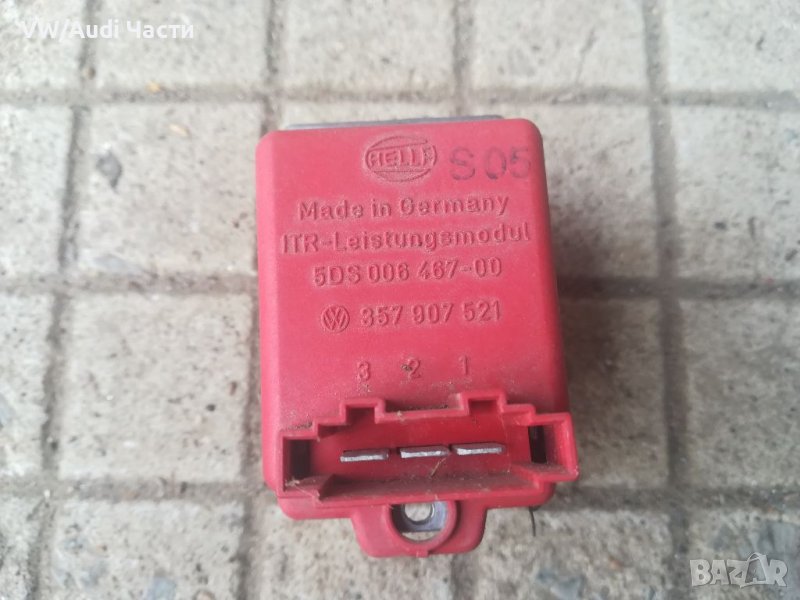 VW/Audi Части
HELLA S05
Made in Germany
ITR-Leistungsmodul
5DS 006 467-00
VW 357 907 521
3 2 1
BAZAR